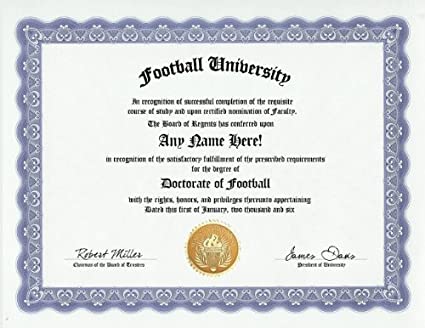 Football University
In recognition of successful completion of the requisite
course of study and upon certified nomination of Faculty.
The Board of Regents has conferred upon
Any Name Here!
in recognition of the satisfactory fulfillment of the prescribed requirements
for the degree of
Doctorate of Football
with the rights, honors, and privileges thereunto appertaining
Dated this first of January, two thousand and six
Robert Miller
Chairman of the Board of Trustees
James Davis
President of University